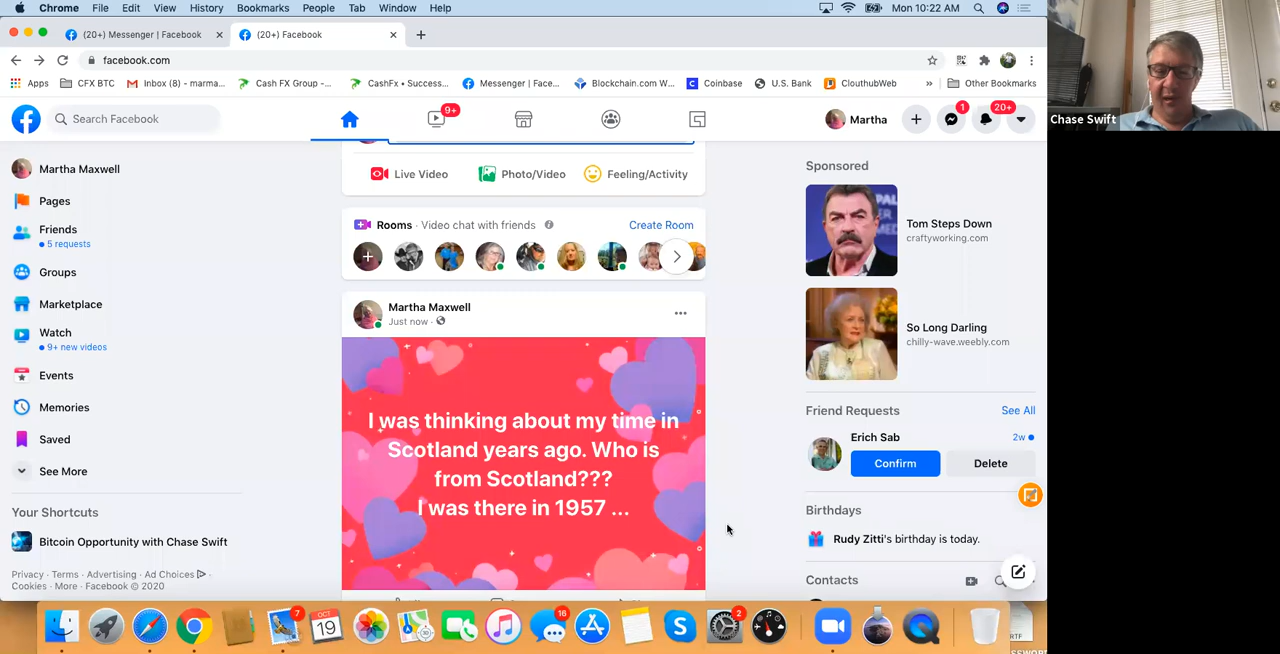 Chrome File Edit View History Bookmarks People Tab Window Help Mon 10:22 AM
(20+) Messenger | Facebook (20+) Facebook
facebook.com
Apps CFX BTC Inbox (8) - marma... Cash FX Group -... CashFx • Success... Messenger | Face... Blockchain.com W... Coinbase U.S. Bank ClouthubWeb » Other Bookmarks
Search Facebook 9+ Martha 1 20+
Chase Swift
Martha Maxwell
Pages
Friends
5 requests
Groups
Marketplace
Watch
9+ new videos
Events
Memories
Saved
See More
Your Shortcuts
Bitcoin Opportunity with Chase Swift
Privacy · Terms · Advertising · Ad Choices
Cookies · More · Facebook © 2020
Live Video Photo/Video Feeling/Activity
Rooms · Video chat with friends Create Room
Martha Maxwell
Just now ·
I was thinking about my time in
Scotland years ago. Who is
from Scotland???
I was there in 1957 ...
Sponsored
Tom Steps Down
craftyworking.com
So Long Darling
chilly-wave.weebly.com
Friend Requests See All
Erich Sab 2w
Confirm Delete
Birthdays
Rudy Zitti's birthday is today.
Contacts
7 OCT 19 16 2
RTF